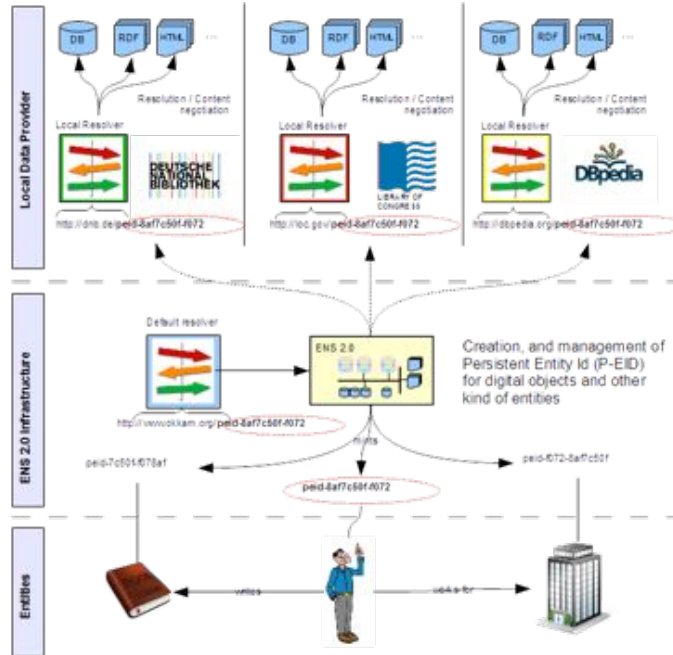 Local Data Provider
DB
RDF
HTML
...
Resolution / Content
negotiation
Local Resolver
DEUTSCHE
NATIONAL
BIBLIOTHEK
http://dnb.de/peid-8af7c50f-f072
DB
RDF
HTML
...
Resolution / Content
negotiation
Local Resolver
LIBRARY OF
CONGRESS
http://loc.gov/peid-8af7c50f-f072
DB
RDF
HTML
...
Resolution / Content
negotiation
Local Resolver
DBpedia
http://dbpedia.org/peid-8af7c50f-f072
ENS 2.0 Infrastructure
Default resolver
http://www.okkam.org/peid-8af7c50f-f072
ENS 2.0
Creation, and management of
Persistent Entity Id (P-EID)
for digital objects and other
kind of entities
mints
peid-7c501-f078af
peid-8af7c50f-f072
peid-f072-8af7c50f
Entities
writes
works for